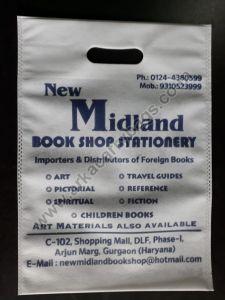 Ph.: 0124-4380599
Mob.: 9310523999
New
Midland
BOOK SHOP STATIONERY
Importers & Distributors of Foreign Books
ART
TRAVEL GUIDES
PICTORIAL
REFERENCE
SPIRITUAL
FICTION
CHILDREN BOOKS
ART MATERIALS ALSO AVAILABLE
C-102, Shopping Mall, DLF, Phase-I,
Arjun Marg, Gurgaon (Haryana)
E-Mail : newmidlandbookshop@hotmail.com